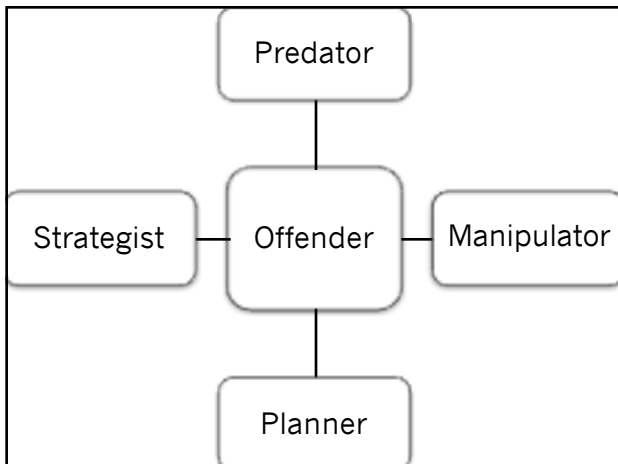 Predator
Strategist
Offender
Manipulator
Planner